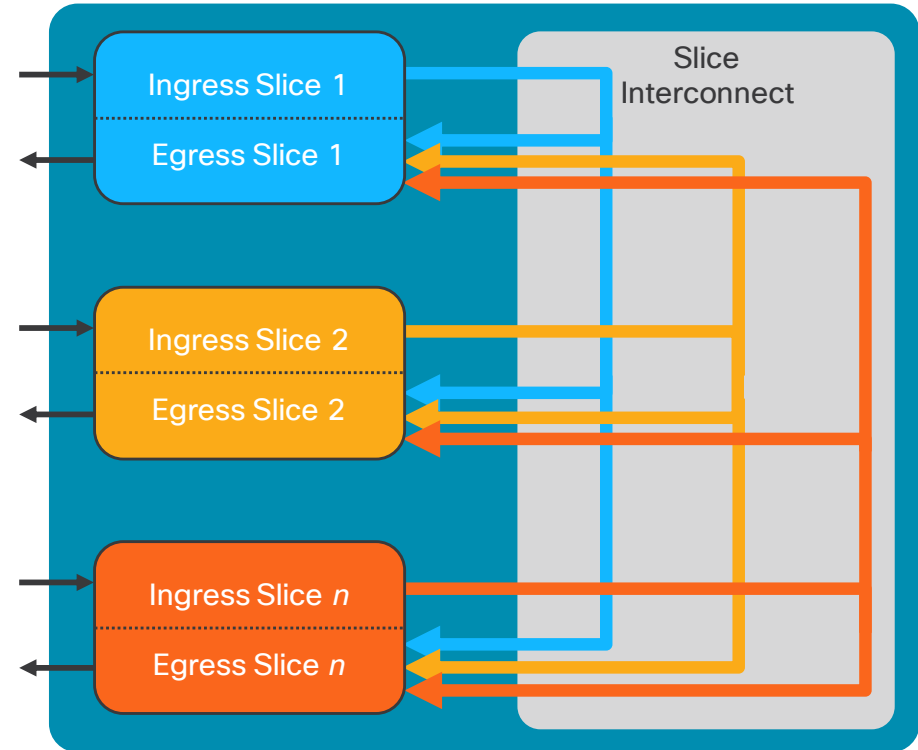 Slice
Interconnect
Ingress Slice 1
Egress Slice 1
Ingress Slice 2
Egress Slice 2
Ingress Slice n
Egress Slice n